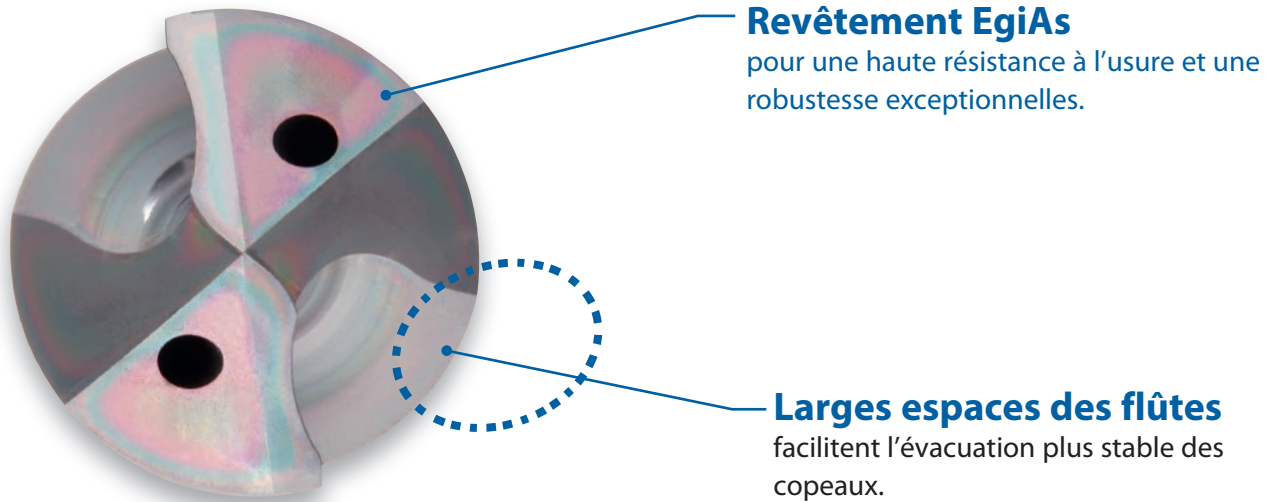 Revêtement EgiAs
pour une haute résistance à l’usure et une
robustesse exceptionnelles.
Larges espaces des flûtes
facilitent l’évacuation plus stable des
copeaux.